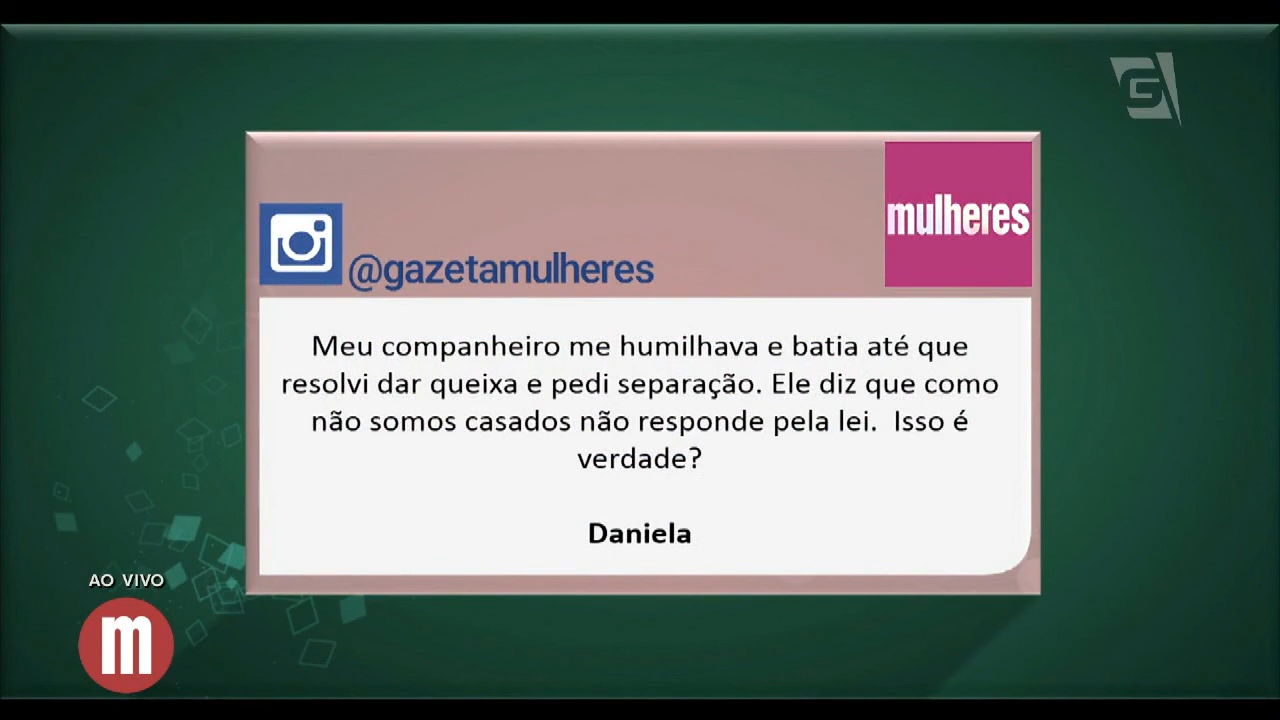 mulheres
@gazetamulheres
Meu companheiro me humilhava e batia até que
resolvi dar queixa e pedi separação. Ele diz que como
não somos casados não responde pela lei.  Isso é
verdade?
Daniela
AO VIVO
m
G